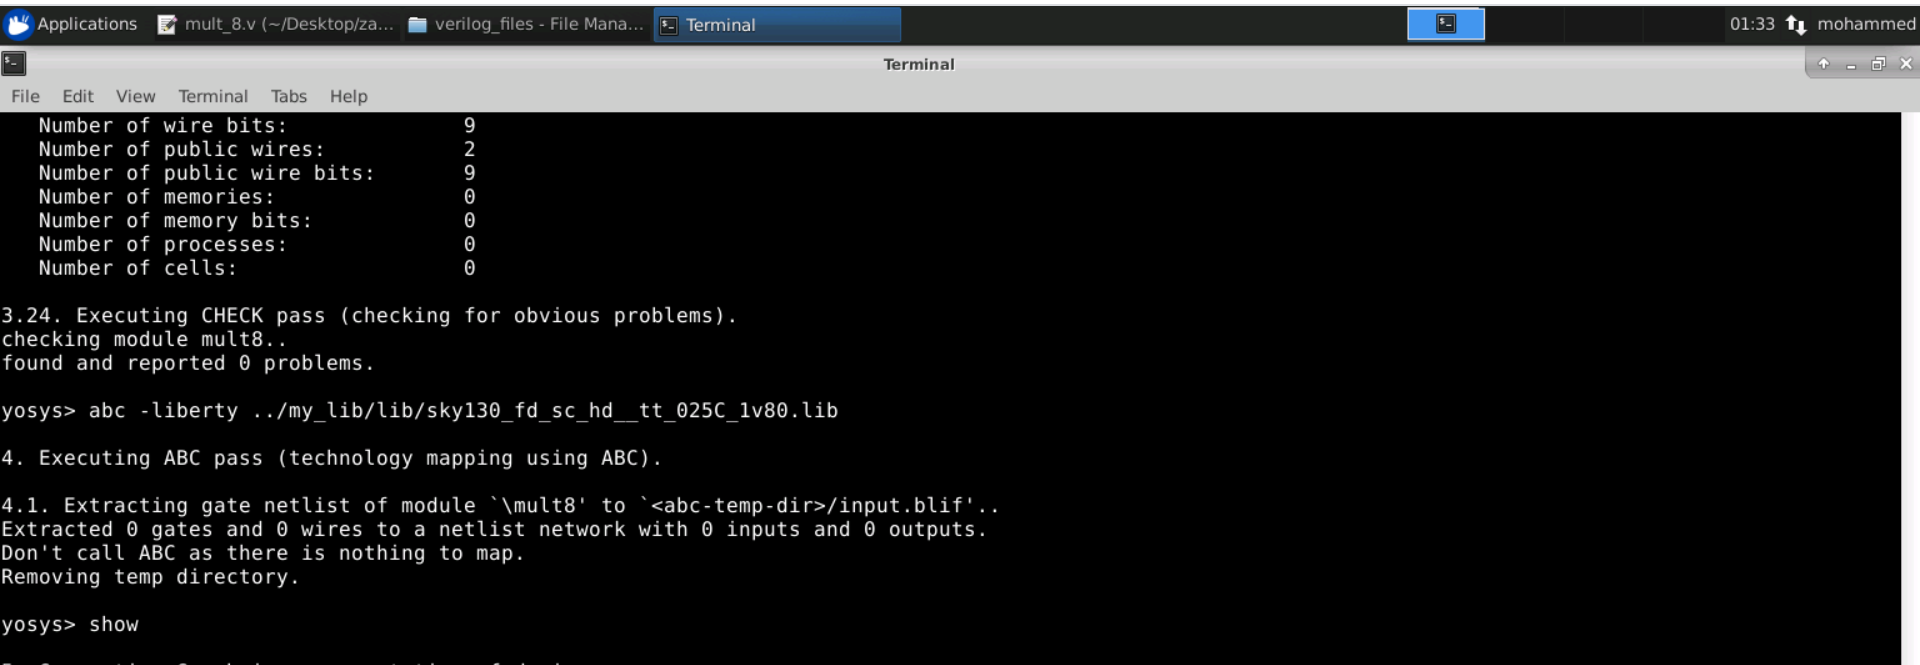 Applications mult_8.v (~/Desktop/za... verilog_files - File Mana... Terminal 01:33 mohammed
Terminal
File Edit View Terminal Tabs Help
Number of wire bits: 9
Number of public wires: 2
Number of public wire bits: 9
Number of memories: 0
Number of memory bits: 0
Number of processes: 0
Number of cells: 0
3.24. Executing CHECK pass (checking for obvious problems).
checking module mult8..
found and reported 0 problems.
yosys> abc -liberty ../my_lib/lib/sky130_fd_sc_hd__tt_025C_1v80.lib
4. Executing ABC pass (technology mapping using ABC).
4.1. Extracting gate netlist of module `\mult8' to `<abc-temp-dir>/input.blif'..
Extracted 0 gates and 0 wires to a netlist network with 0 inputs and 0 outputs.
Don't call ABC as there is nothing to map.
Removing temp directory.
yosys> show